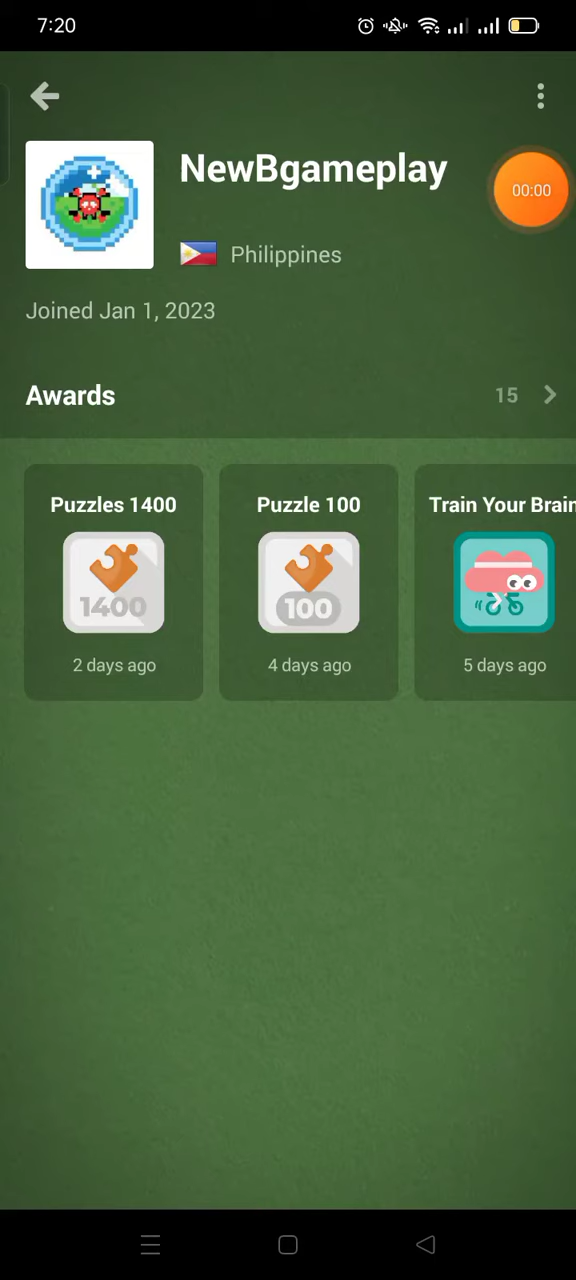 7:20
NewBgameplay
00:00
Philippines
Joined Jan 1, 2023
Awards 15
Puzzles 1400 Puzzle 100 Train Your Brain
1400 100
2 days ago 4 days ago 5 days ago